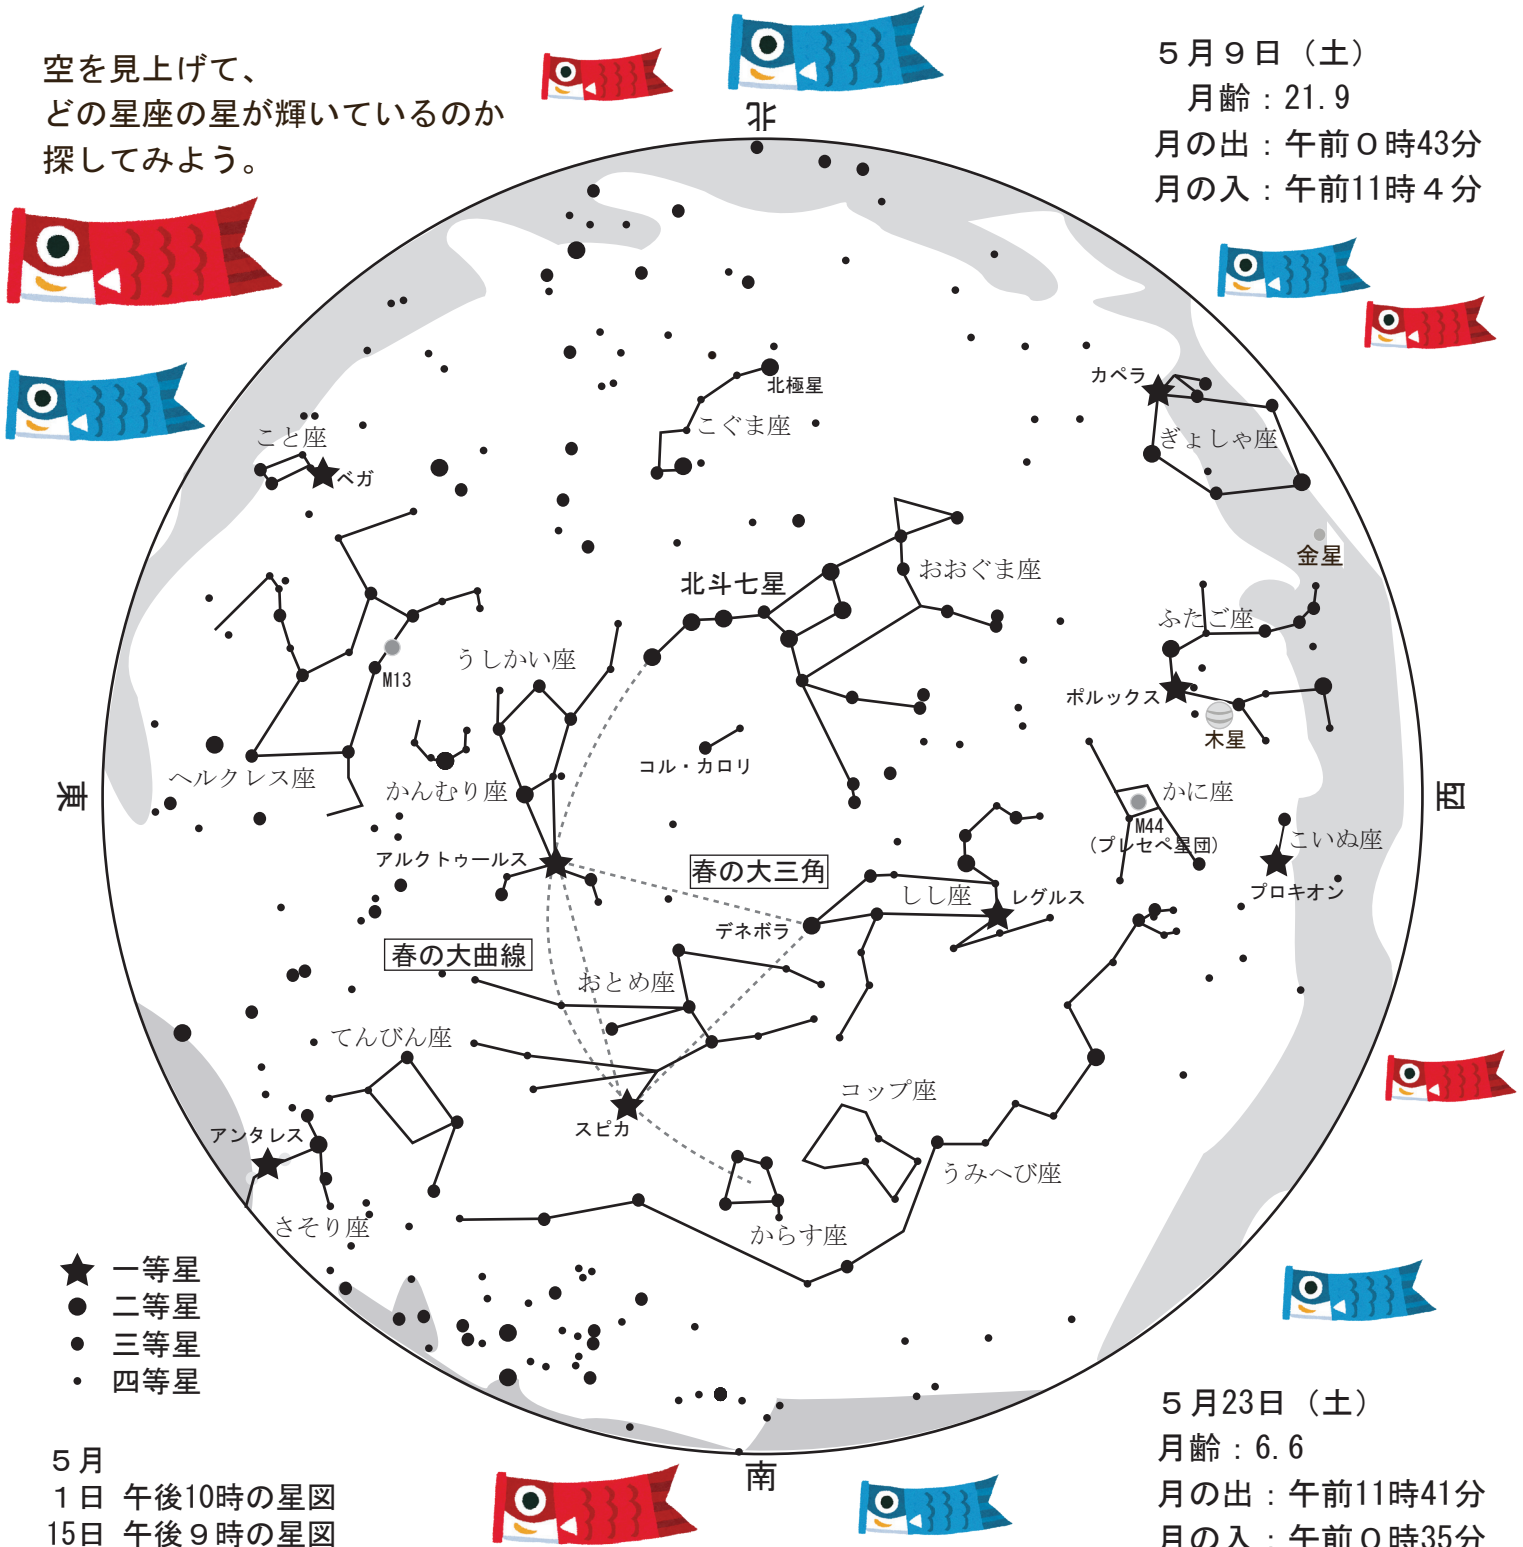 空を見上げて、
どの星座の星が輝いているのか
探してみよう。
５月９日（土）
月齢：21.9
月の出：午前０時43分
月の入：午前11時４分
北
北極星
こぐま座
カペラ
ぎょしゃ座
こと座
ベガ
金星
北斗七星
おおぐま座
ふたご座
うしかい座
M13
ポルックス
木星
コル・カロリ
ヘルクレス座
かんむり座
かに座
東
西
M44
（プレセペ星団）
こいぬ座
アルクトゥールス
春の大三角
しし座
レグルス
プロキオン
デネボラ
春の大曲線
おとめ座
てんびん座
コップ座
アンタレス
スピカ
うみへび座
さそり座
からす座
一等星
二等星
三等星
四等星
南
５月
１日 午後10時の星図
15日 午後９時の星図
５月23日（土）
月齢：6.6
月の出：午前11時41分
月の入：午前０時35分